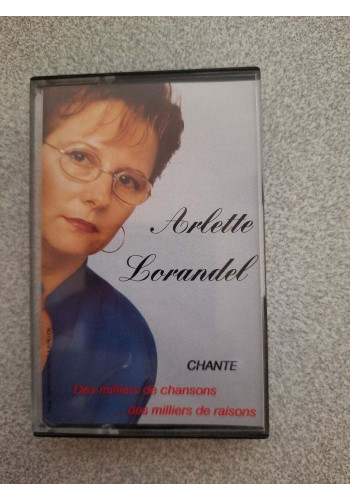 Arlette
Lorandel
CHANTE
Des milliers de chansons
des milliers de raisons